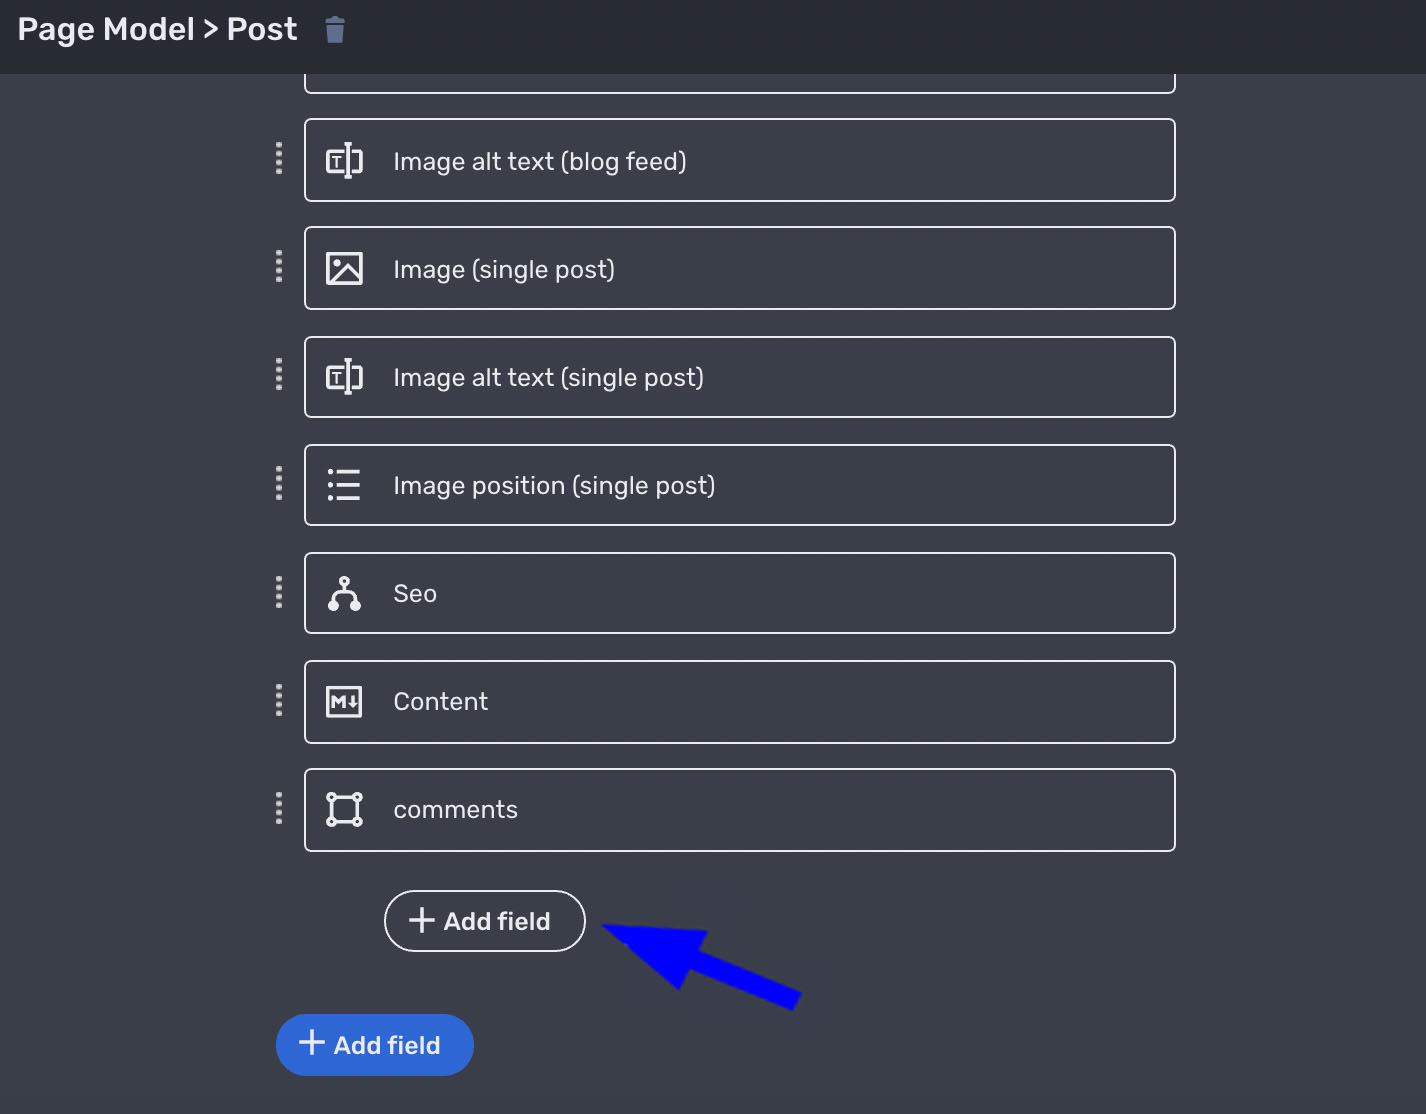 Page Model > Post
Image alt text (blog feed)
Image (single post)
Image alt text (single post)
Image position (single post)
Seo
Content
comments
+ Add field
+ Add field